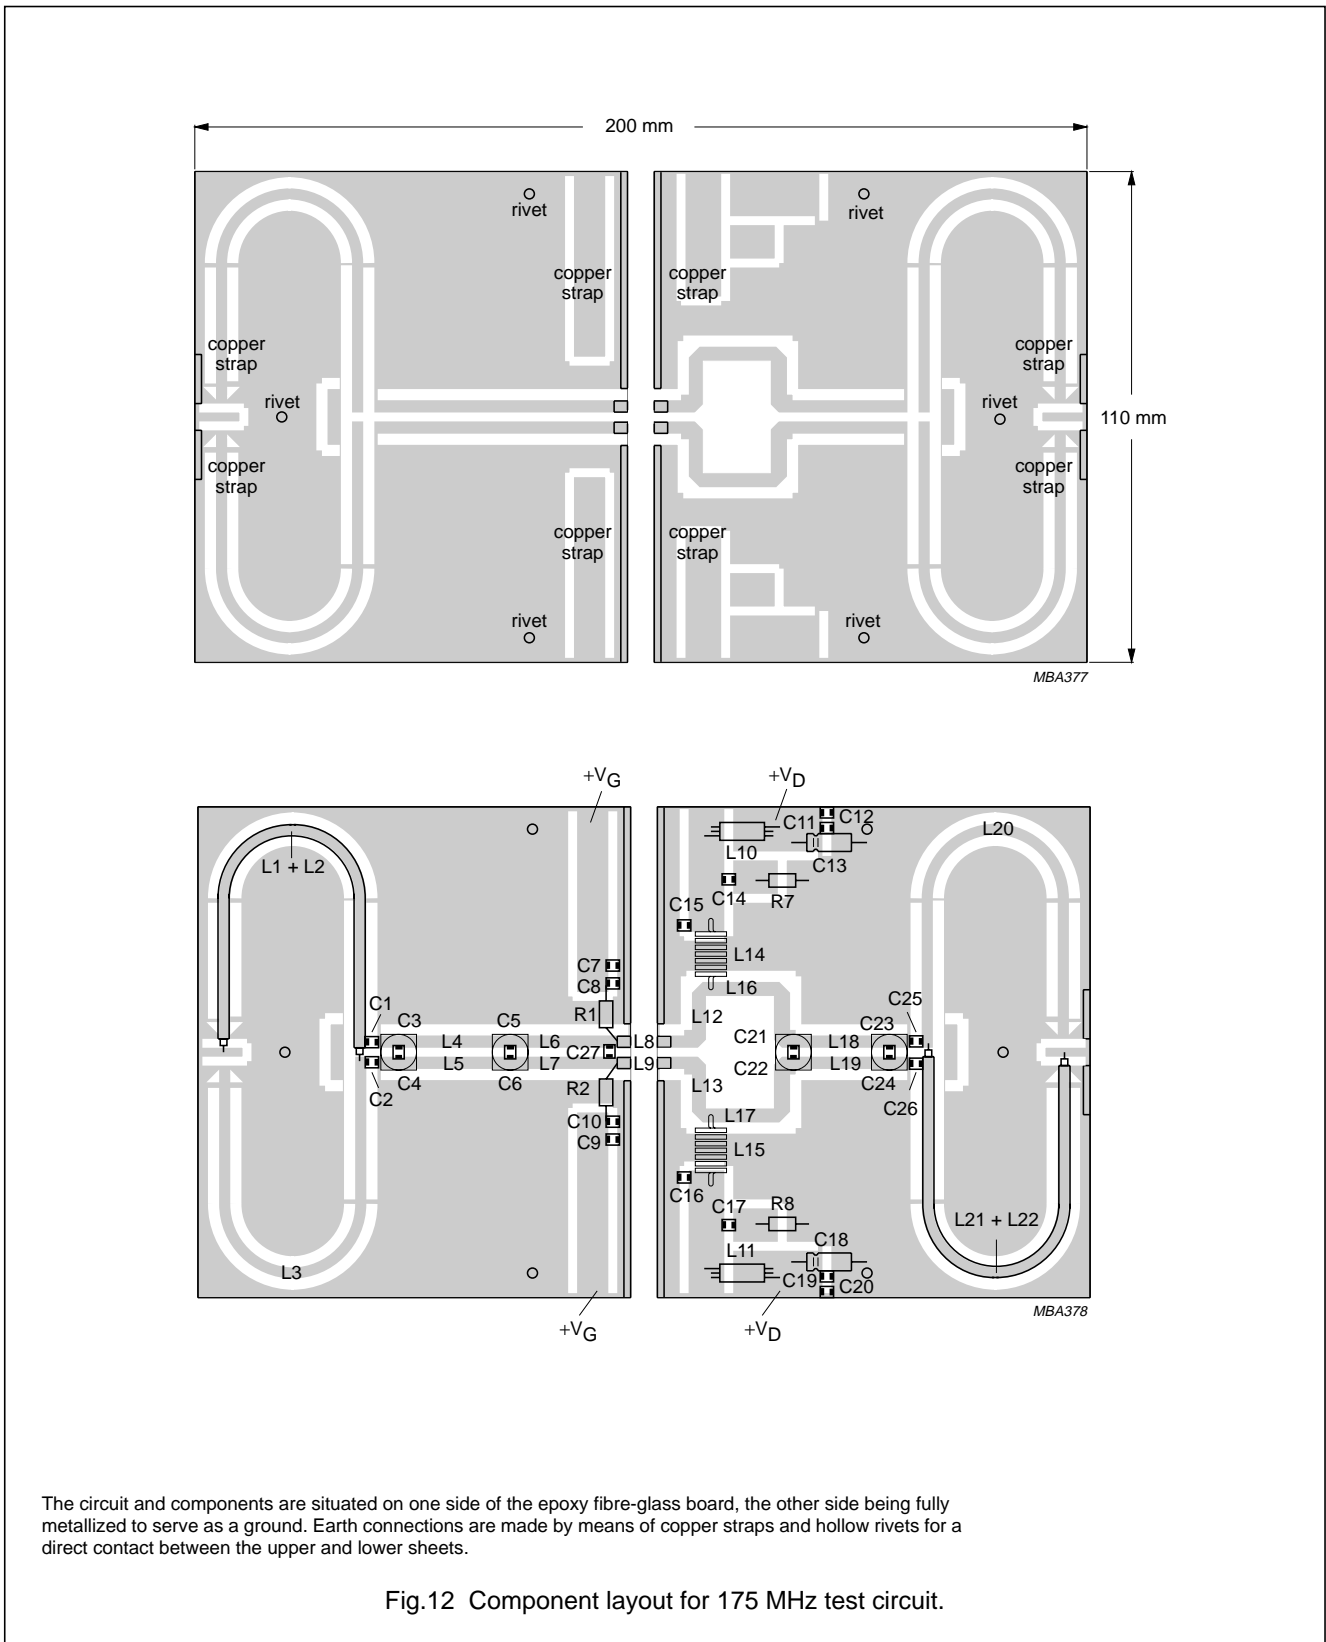 200 mm
rivet
rivet
copper
strap
copper
strap
copper
strap
copper
strap
rivet
rivet
110 mm
copper
strap
copper
strap
copper
strap
copper
strap
rivet
rivet
MBA377
+VG
+VD
C11
C12
L20
L10
C13
L1 + L2
C14
R7
C15
C7
L14
C8
L16
C1
R1
L12
C25
C3
C5
C21
C23
L4
L6
L8
L18
C27
L5
L7
L9
L19
C22
C4
C6
C24
C2
R2
L13
C26
C10
L17
C9
L15
C16
C17
R8
L21 + L22
C18
L11
L3
C19
C20
MBA378
+VG
+VD
The circuit and components are situated on one side of the epoxy fibre-glass board, the other side being fully
metallized to serve as a ground. Earth connections are made by means of copper straps and hollow rivets for a
direct contact between the upper and lower sheets.
Fig.12 Component layout for 175 MHz test circuit.